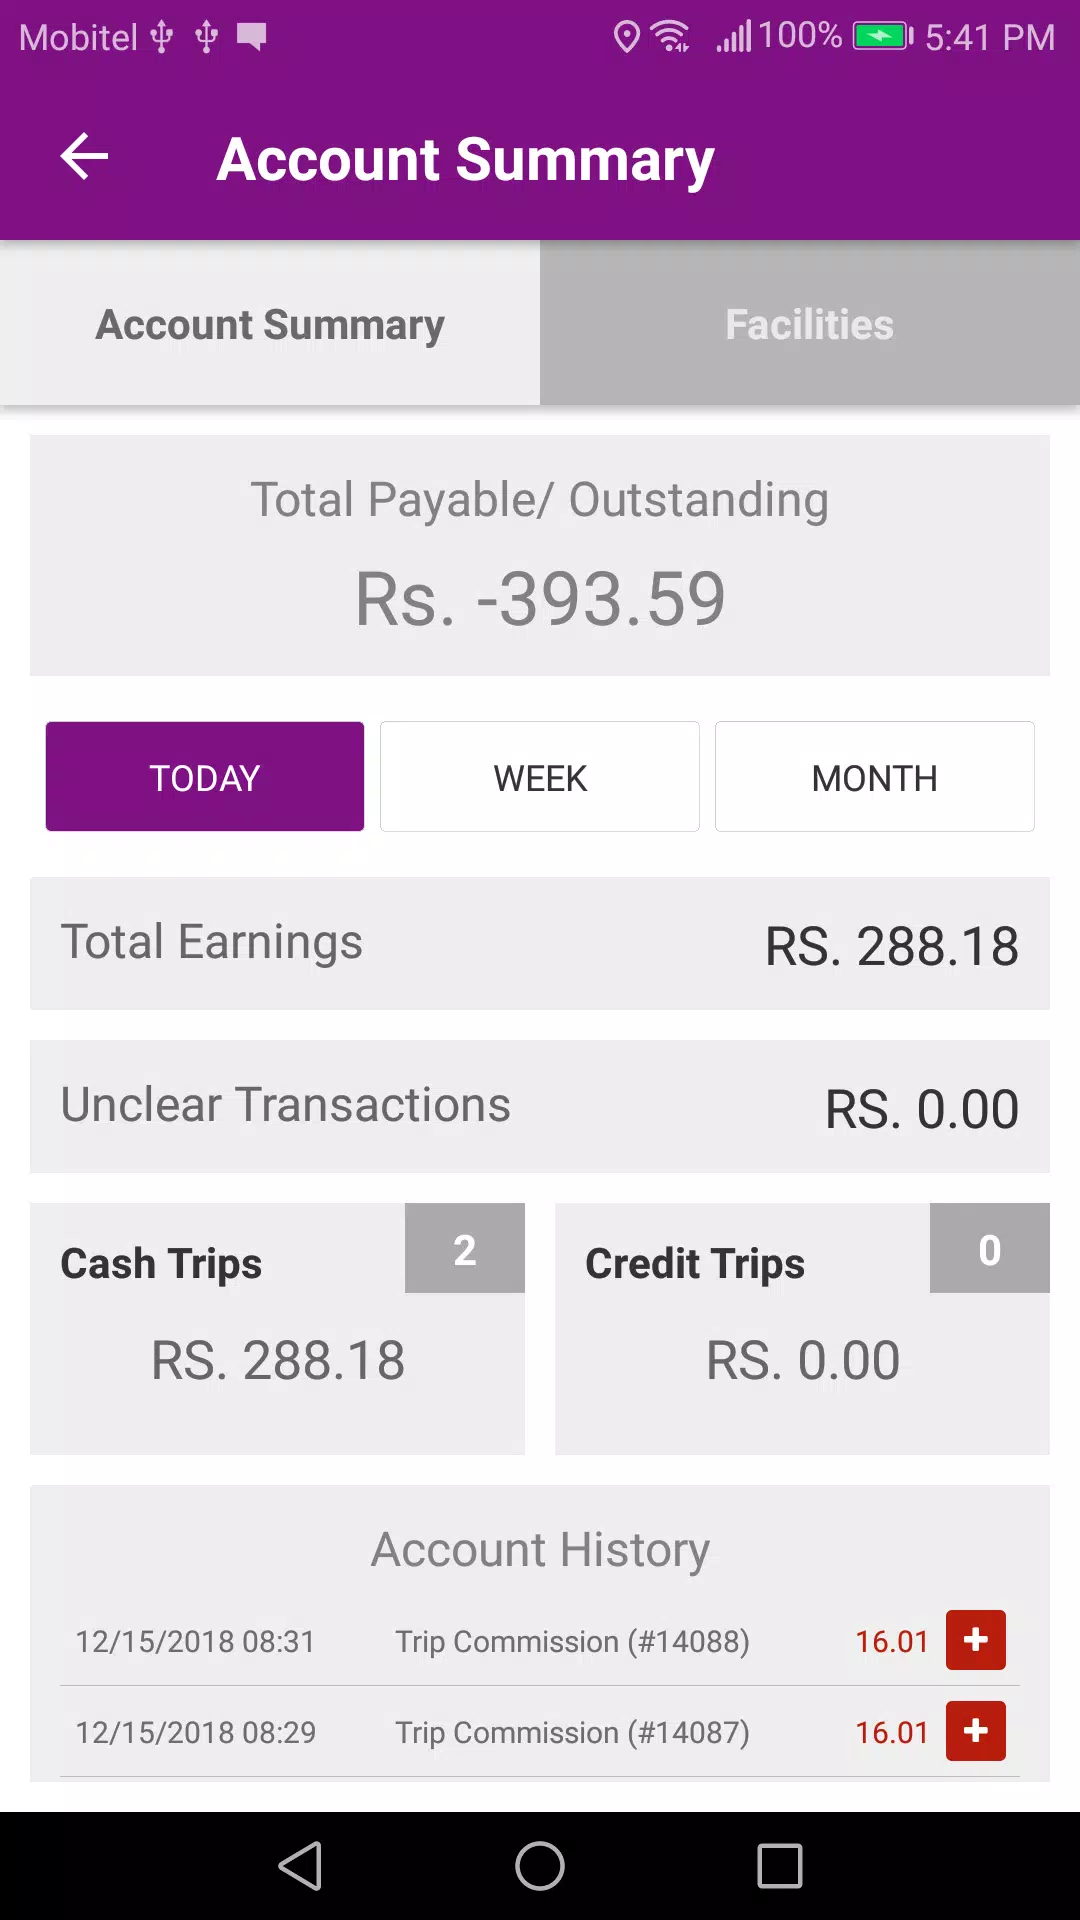 Mobitel 100% 5:41 PM
Account Summary
Account Summary Facilities
Total Payable/ Outstanding
Rs. -393.59
TODAY WEEK MONTH
Total Earnings RS. 288.18
Unclear Transactions RS. 0.00
Cash Trips 2 Credit Trips 0
RS. 288.18 RS. 0.00
Account History
12/15/2018 08:31 Trip Commission (#14088) 16.01 +
12/15/2018 08:29 Trip Commission (#14087) 16.01 +